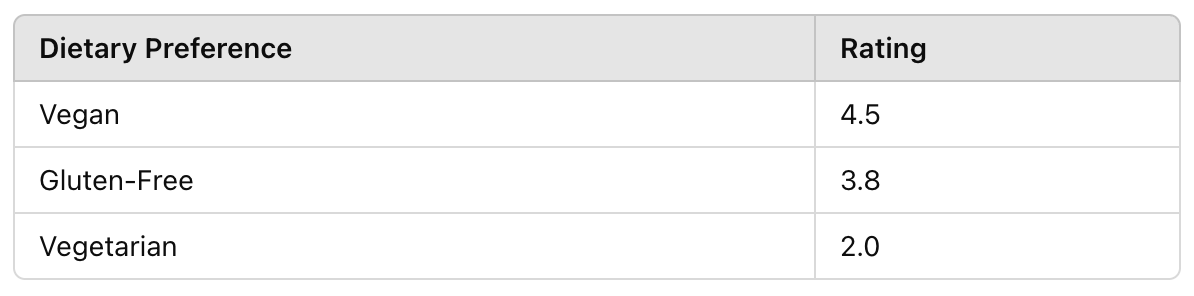 Dietary Preference Rating
Vegan 4.5
Gluten-Free 3.8
Vegetarian 2.0